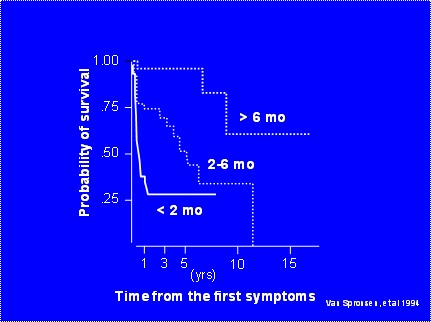 1.00
.75
.50
.25
Probability of survival
> 6 mo
2-6 mo
< 2 mo
1 3 5 10 15
(yrs)
Time from the first symptoms
Van Spronsen, et al 1994